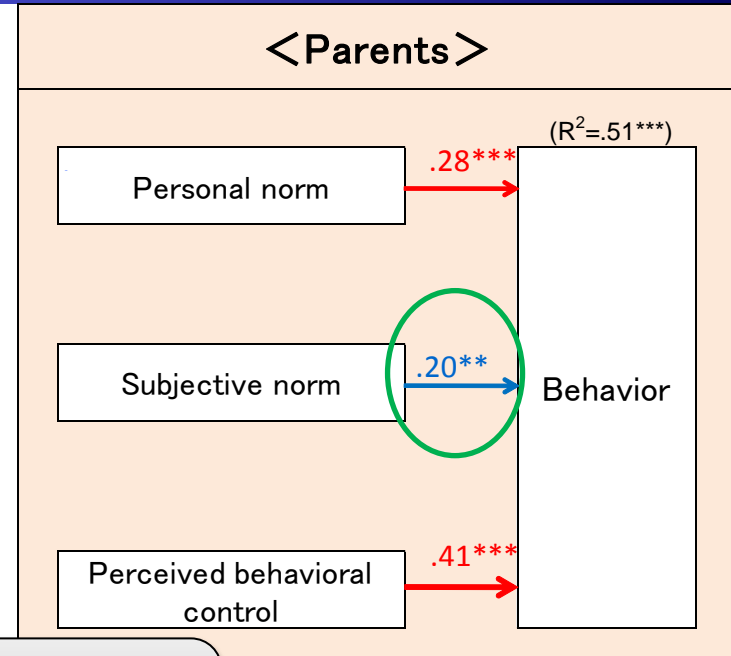 ＜Parents＞
(R²=.51***)
.28***
Personal norm
.20**
Subjective norm
Behavior
.41***
Perceived behavioral
control